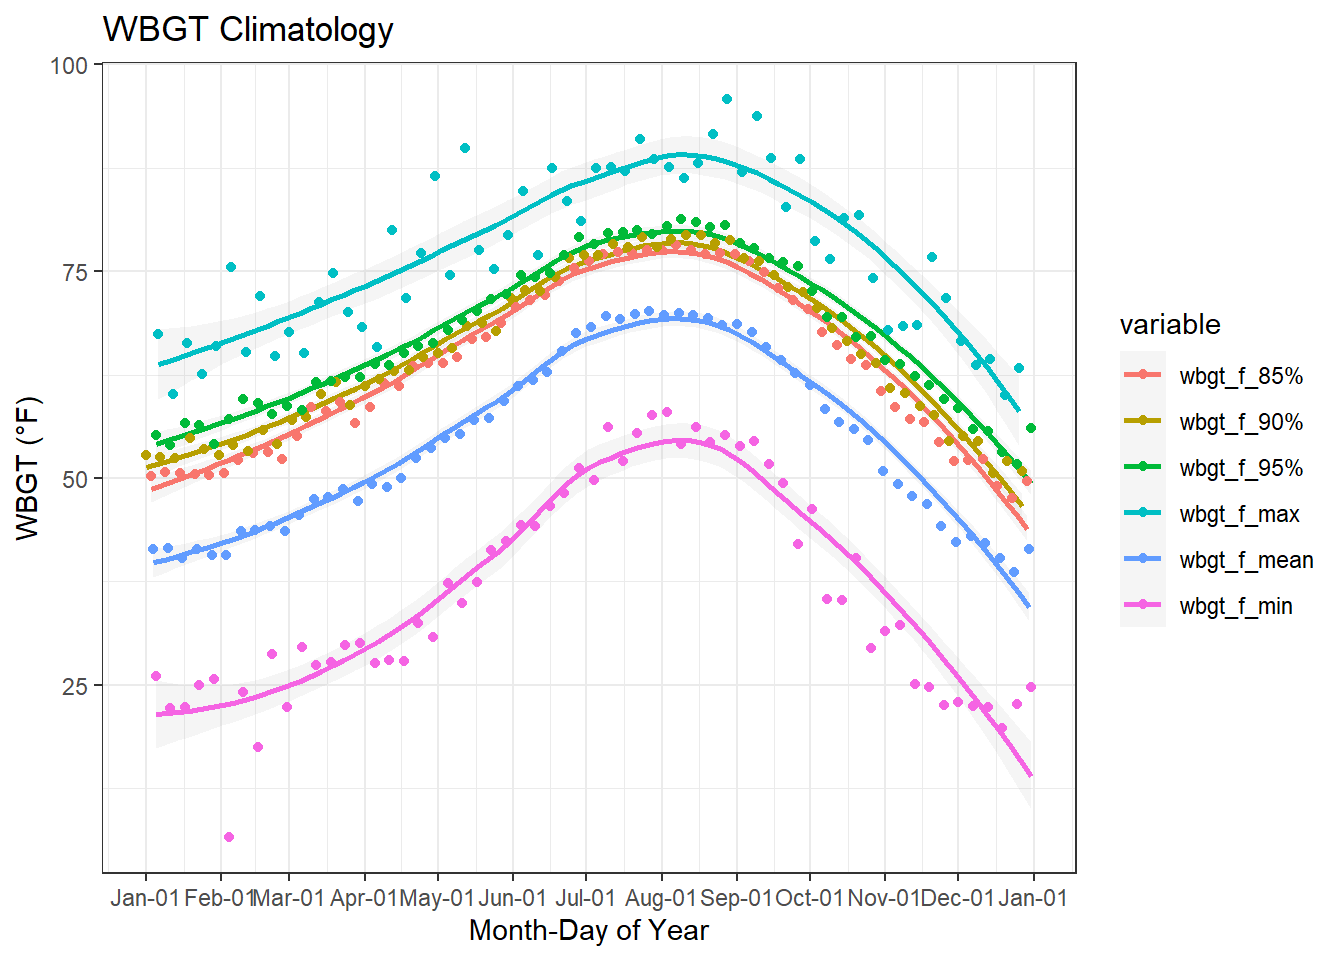 WBGT Climatology
100
75
50
25
WBGT (°F)
Jan-01 Feb-01 Mar-01 Apr-01 May-01 Jun-01 Jul-01 Aug-01 Sep-01 Oct-01 Nov-01 Dec-01 Jan-01
Month-Day of Year
variable
wbgt_f_85%
wbgt_f_90%
wbgt_f_95%
wbgt_f_max
wbgt_f_mean
wbgt_f_min